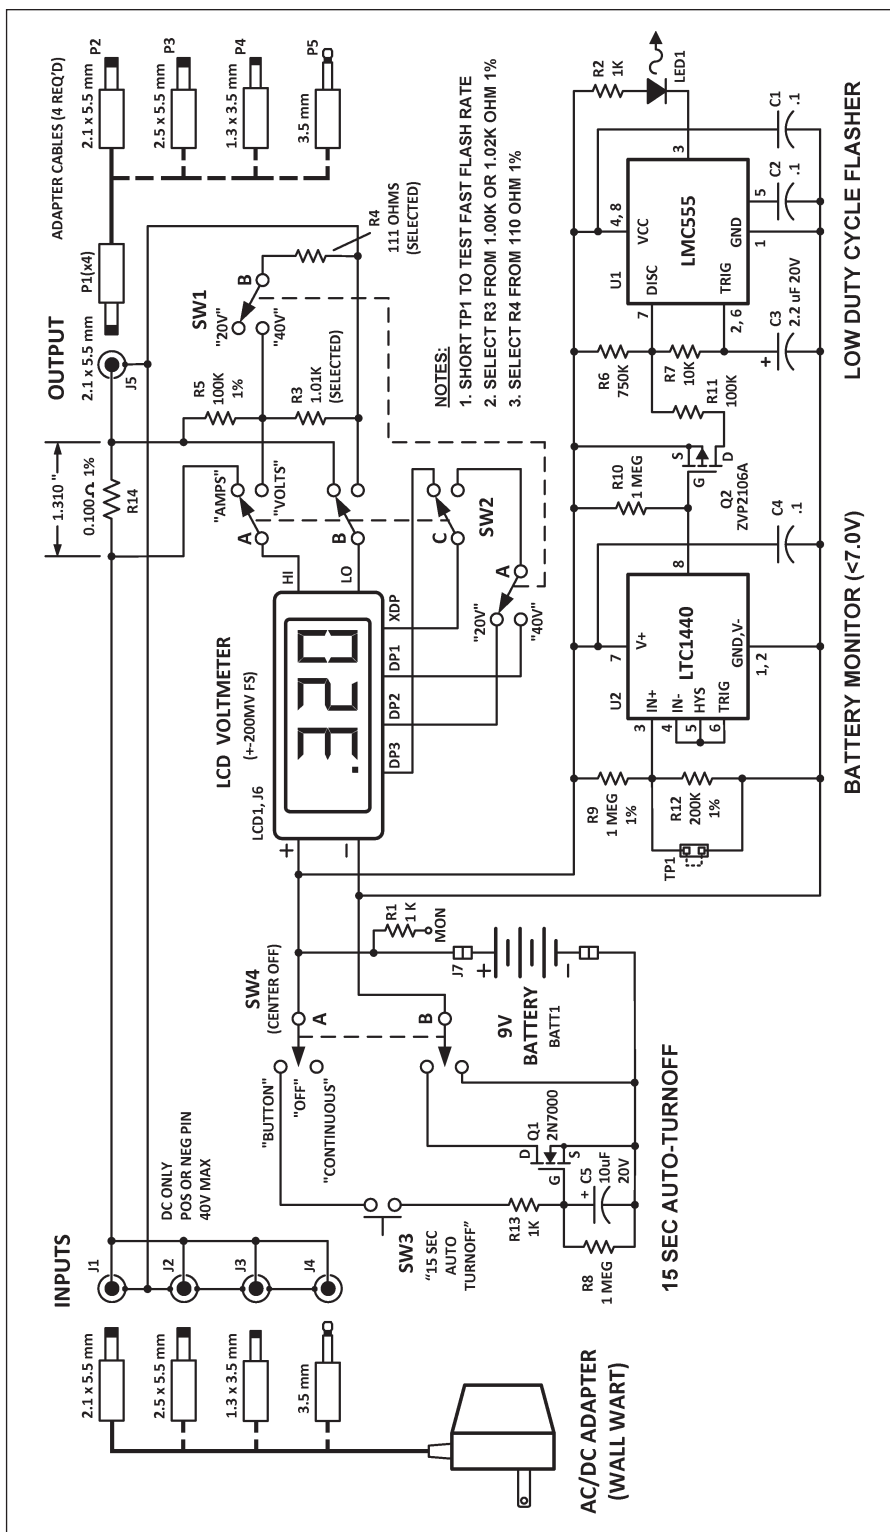 INPUTS
J1
J2
J3
J4
2.1 x 5.5 mm
2.5 x 5.5 mm
1.3 x 3.5 mm
3.5 mm
DC ONLY
POS OR NEG PIN
40V MAX
AC/DC ADAPTER
(WALL WART)
"BUTTON"
"OFF"
"CONTINUOUS"
SW4
(CENTER OFF)
A
B
SW3
"15 SEC
AUTO
TURNOFF"
R13
1K
R8
1 MEG
+
C5
10uF
20V
D
G
S
Q1
2N7000
15 SEC AUTO-TURNOFF
R1
1 K
MON
J7
+
–
9V
BATTERY
BATT1
LCD VOLTMETER
(+-200MV FS)
LCD1, J6
+
–
HI
LO
XDP
DP1
DP2
DP3
1.310 "
0.100Ω 1%
R14
"AMPS"
"VOLTS"
A
B
C
SW2
"20V"
"40V"
A
R5
100K
1%
R3
1.01K
(SELECTED)
SW1
"20V"
"40V"
B
R4
111 OHMS
(SELECTED)
OUTPUT
2.1 x 5.5 mm
J5
P1(x4)
ADAPTER CABLES (4 REQ'D)
2.1 x 5.5 mm
P2
2.5 x 5.5 mm
P3
1.3 x 3.5 mm
P4
3.5 mm
P5
NOTES:
1. SHORT TP1 TO TEST FAST FLASH RATE
2. SELECT R3 FROM 1.00K OR 1.02K OHM 1%
3. SELECT R4 FROM 110 OHM 1%
R9
1 MEG
1%
R12
200K
1%
TP1
U2
LTC1440
V+
7
IN+
3
IN-
4
HYS
5
TRIG
6
GND,V-
1, 2
8
R10
1 MEG
S
G
D
Q2
ZVP2106A
C4
.1
BATTERY MONITOR (<7.0V)
R11
100K
R6
750K
R7
10K
+
C3
2.2 uF 20V
U1
LMC555
VCC
4, 8
DISC
7
TRIG
2, 6
GND
1
5
3
C2
.1
C1
.1
R2
1K
LED1
LOW DUTY CYCLE FLASHER